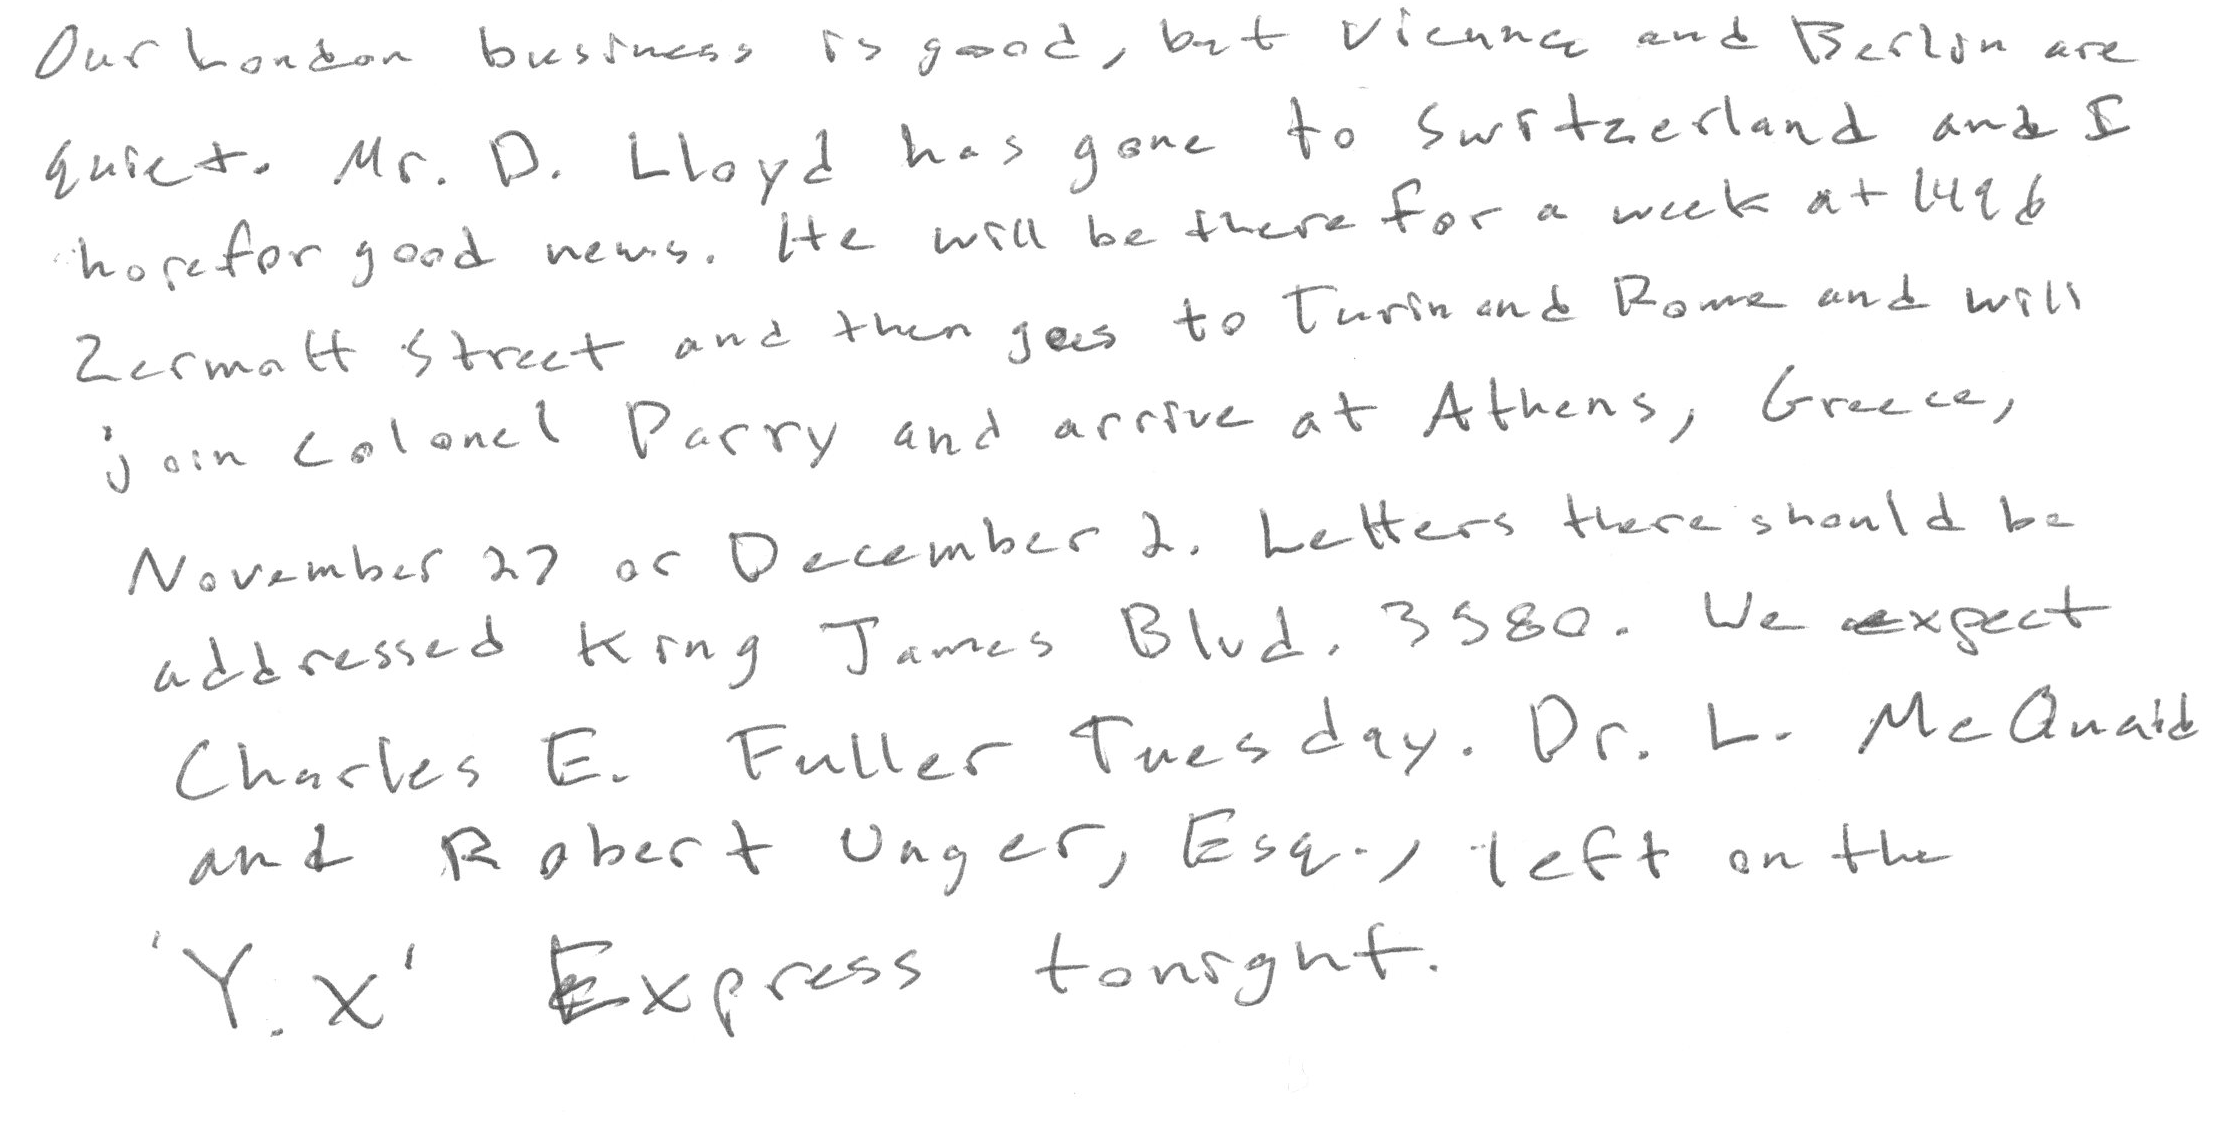 Our London business is good, but Vienna and Berlin are
quiet. Mr. D. Lloyd has gone to Switzerland and I
hope for good news. He will be there for a week at 1496
Zermatt Street and then goes to Turin and Rome and will
join Colonel Parry and arrive at Athens, Greece,
November 27 or December 2. Letters there should be
addressed King James Blvd. 3580. We expect
Charles E. Fuller Tuesday. Dr. L. McQuaid
and Robert Unger, Esq., left on the
'Y.X' Express tonight.